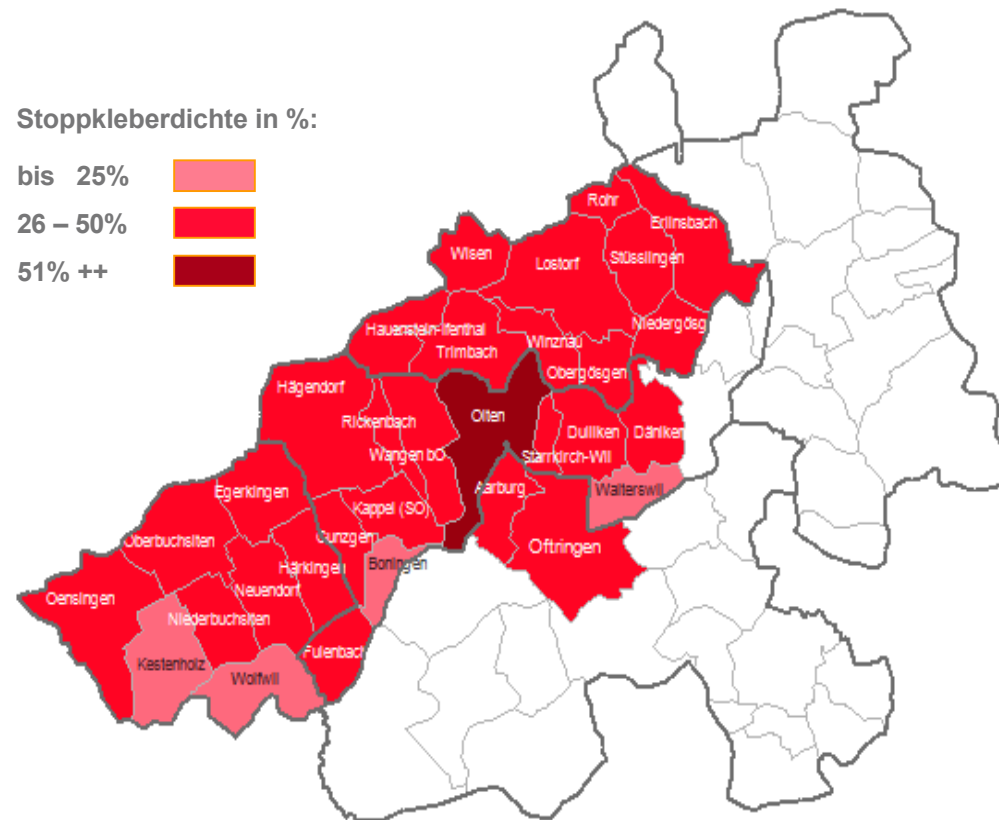 Stoppkleberdichte in %:
bis 25%
26 – 50%
51% ++
Rohr
Erlinsbach
Wisen
Lostorf
Stüsslingen
Hauenstein-Ifenthal
Niedergösg
Trimbach
Winznau
Obergösgen
Hägendorf
Rickenbach
Olten
Dulliken
Däniken
Wangen bO
Starrkirch-Wil
Egerkingen
Aarburg
Walterswil
Kappel (SO)
Oberbuchsiten
Gunzgen
Oftringen
Härkingen
Boningen
Oensingen
Neuendorf
Niederbuchsiten
Fulenbach
Kestenholz
Wolfwil